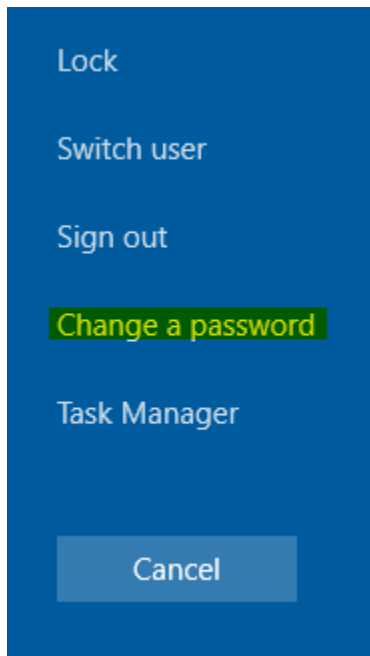 Lock
Switch user
Sign out
Change a password
Task Manager
Cancel